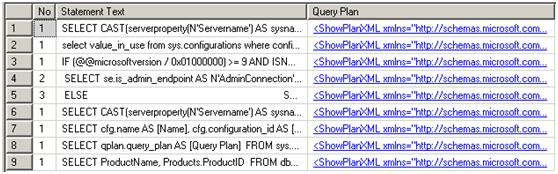 No Statement Text Query Plan
1 1 SELECT CAST(serverproperty(N'Servername') AS sysna... <ShowPlanXML xmlns="http://schemas.microsoft.com...
2 1 select value_in_use from sys.configurations where confi... <ShowPlanXML xmlns="http://schemas.microsoft.com...
3 1 IF (@@microsoftversion / 0x01000000) >= 9 AND ISN... <ShowPlanXML xmlns="http://schemas.microsoft.com...
4 2 SELECT se.is_admin_endpoint AS N'AdminConnection' <ShowPlanXML xmlns="http://schemas.microsoft.com...
5 3 ELSE S... <ShowPlanXML xmlns="http://schemas.microsoft.com...
6 1 SELECT CAST(serverproperty(N'Servername') AS sysna... <ShowPlanXML xmlns="http://schemas.microsoft.com...
7 1 SELECT cfg.name AS [Name], cfg.configuration_id AS [... <ShowPlanXML xmlns="http://schemas.microsoft.com...
8 1 SELECT qplan.query_plan AS [Query Plan] FROM sys.... <ShowPlanXML xmlns="http://schemas.microsoft.com...
9 1 SELECT ProductName, Products.ProductID FROM db... <ShowPlanXML xmlns="http://schemas.microsoft.com...